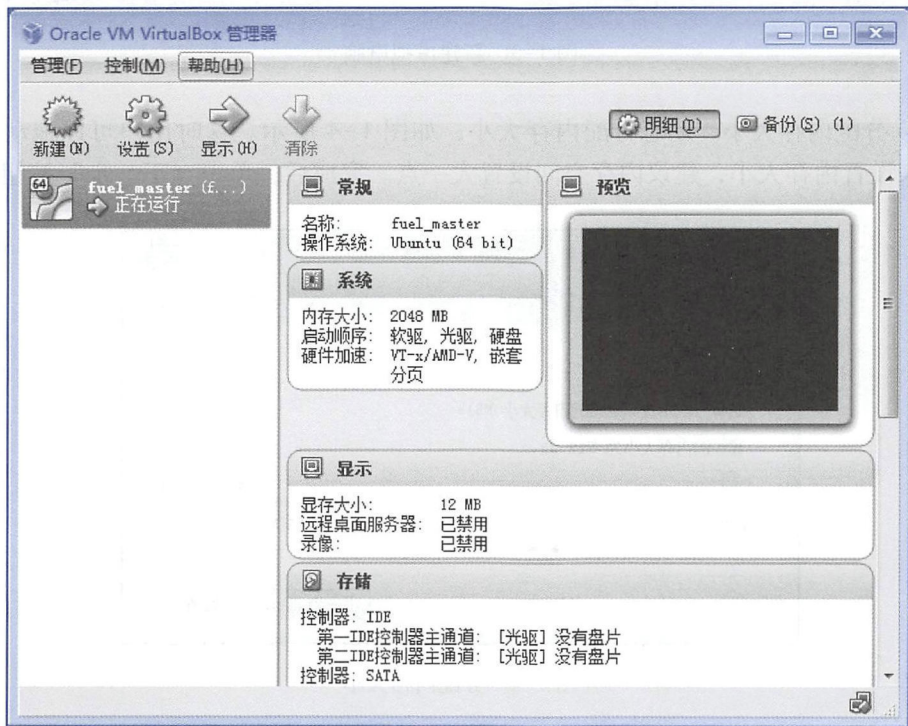 Oracle VM VirtualBox 管理器
管理(F) 控制(M) 帮助(H)
新建(N) 设置(S) 显示(H) 清除
明细(D) 备份(S) (1)
64
fuel_master (f...)
正在运行
常规
名称: fuel_master
操作系统: Ubuntu (64 bit)
预览
系统
内存大小: 2048 MB
启动顺序: 软驱, 光驱, 硬盘
硬件加速: VT-x/AMD-V, 嵌套
分页
显示
显存大小: 12 MB
远程桌面服务器: 已禁用
录像: 已禁用
存储
控制器: IDE
第一IDE控制器主通道: [光驱] 没有盘片
第二IDE控制器主通道: [光驱] 没有盘片
控制器: SATA